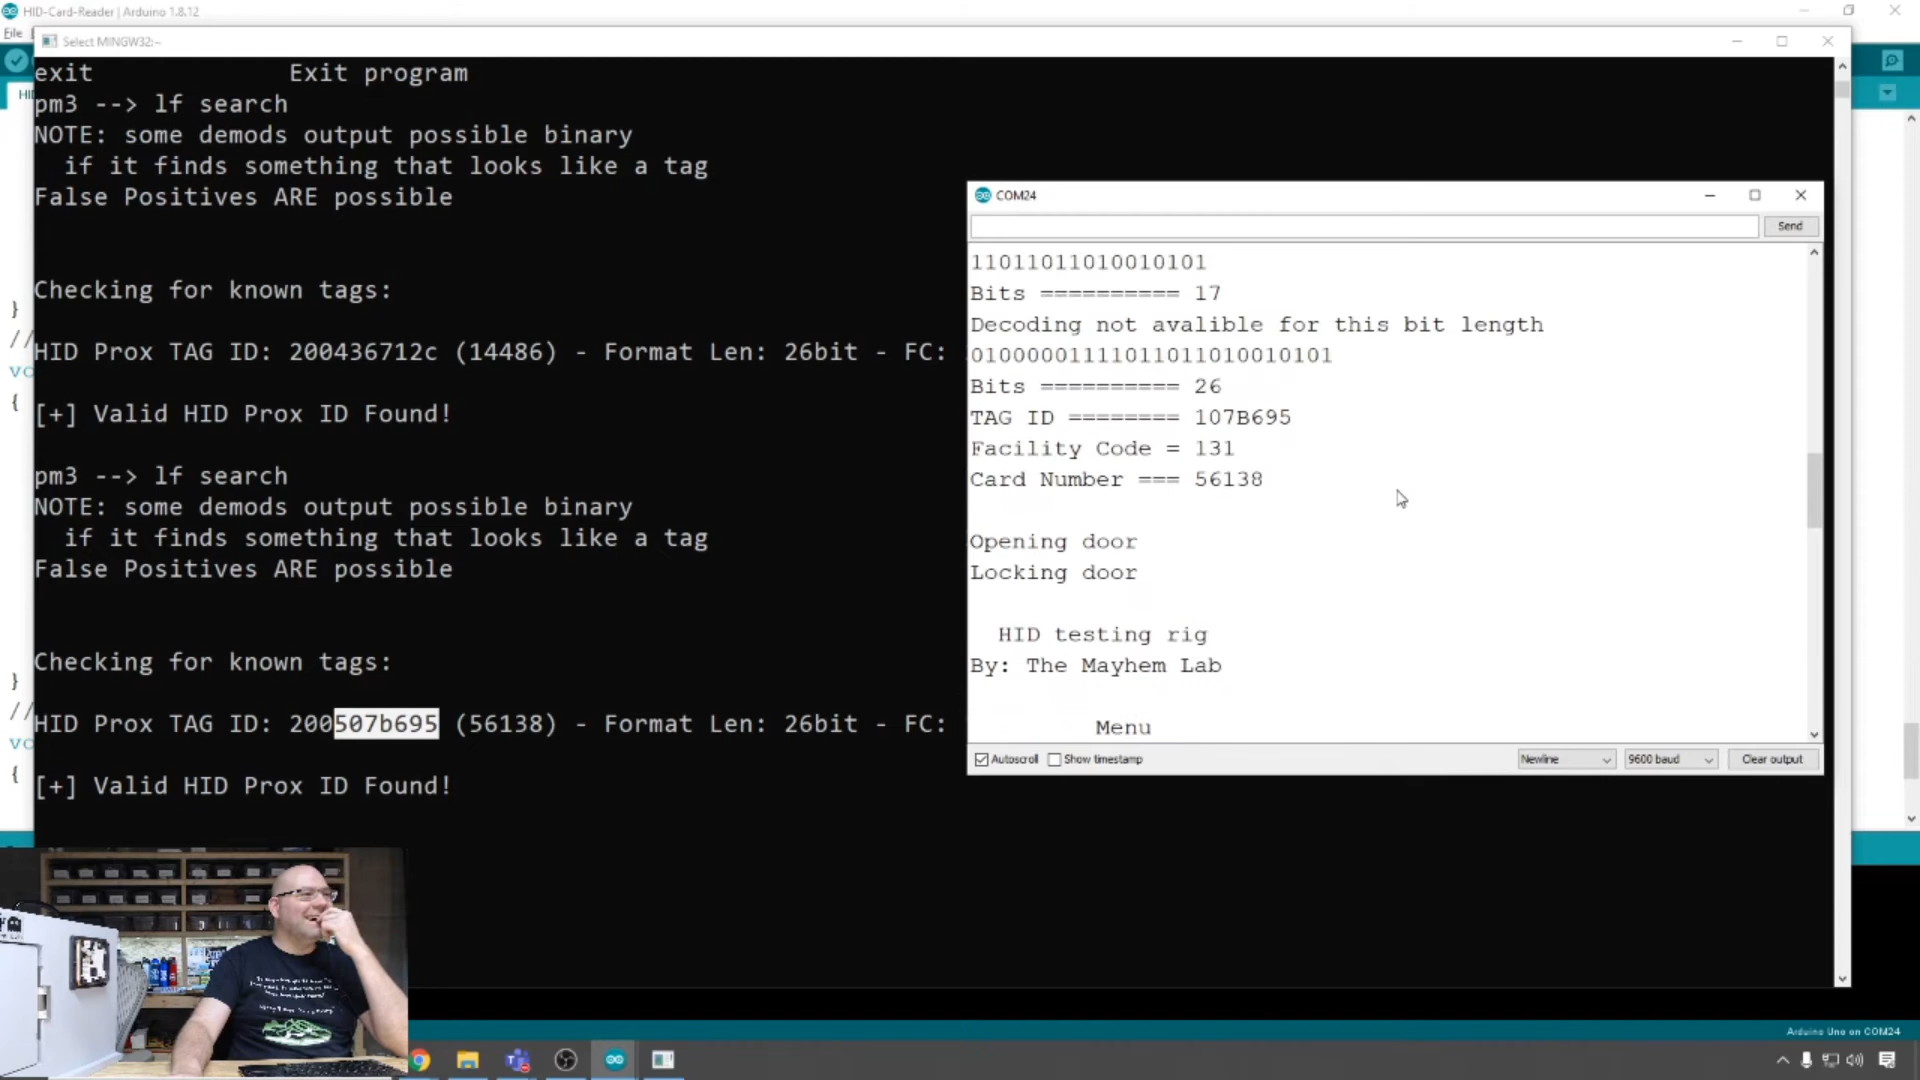 HID-Card-Reader | Arduino 1.8.12
File
Select MINGW32:~
HI
exit Exit program
pm3 --> lf search
NOTE: some demods output possible binary
if it finds something that looks like a tag
False Positives ARE possible
Checking for known tags:
HID Prox TAG ID: 200436712c (14486) - Format Len: 26bit - FC:
[+] Valid HID Prox ID Found!
pm3 --> lf search
NOTE: some demods output possible binary
if it finds something that looks like a tag
False Positives ARE possible
Checking for known tags:
HID Prox TAG ID: 200507b695 (56138) - Format Len: 26bit - FC:
[+] Valid HID Prox ID Found!
}
//
vo
{
}
//
vo
{
COM24
Send
11011011010010101
Bits ========== 17
Decoding not avalible for this bit length
01000001111011011010010101
Bits ========== 26
TAG ID ======== 107B695
Facility Code = 131
Card Number === 56138
Opening door
Locking door
HID testing rig
By: The Mayhem Lab
Menu
Autoscroll Show timestamp Newline 9600 baud Clear output
Arduino Uno on COM24